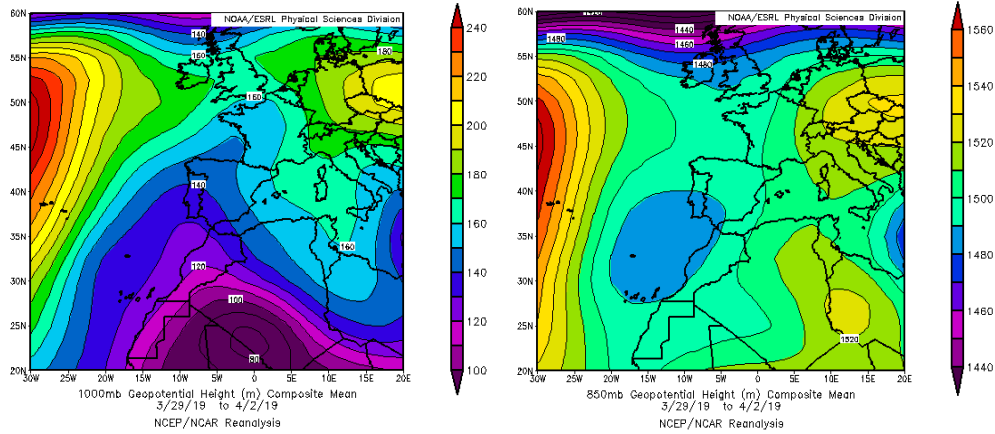 NOAA/ESRL Physical Sciences Division
140
160
180
160
140
160
120
100
80
60N
55N
50N
45N
40N
35N
30N
25N
20N
30W 25W 20W 15W 10W 5W 0 5E 10E 15E 20E
240
220
200
180
160
140
120
100
1000mb Geopotential Height (m) Composite Mean
3/29/19 to 4/2/19
NCEP/NCAR Reanalysis
NOAA/ESRL Physical Sciences Division
1440
1460
1480
1480
1520
60N
55N
50N
45N
40N
35N
30N
25N
20N
30W 25W 20W 15W 10W 5W 0 5E 10E 15E 20E
1560
1540
1520
1500
1480
1460
1440
850mb Geopotential Height (m) Composite Mean
3/29/19 to 4/2/19
NCEP/NCAR Reanalysis